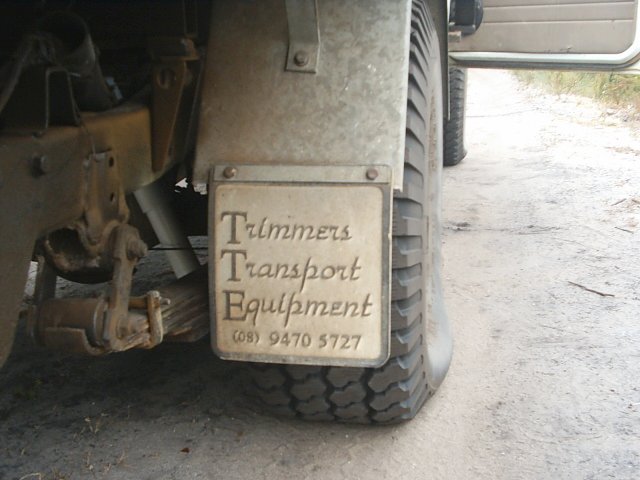 Trimmers
Transport
Equipment
(08) 9470 5727